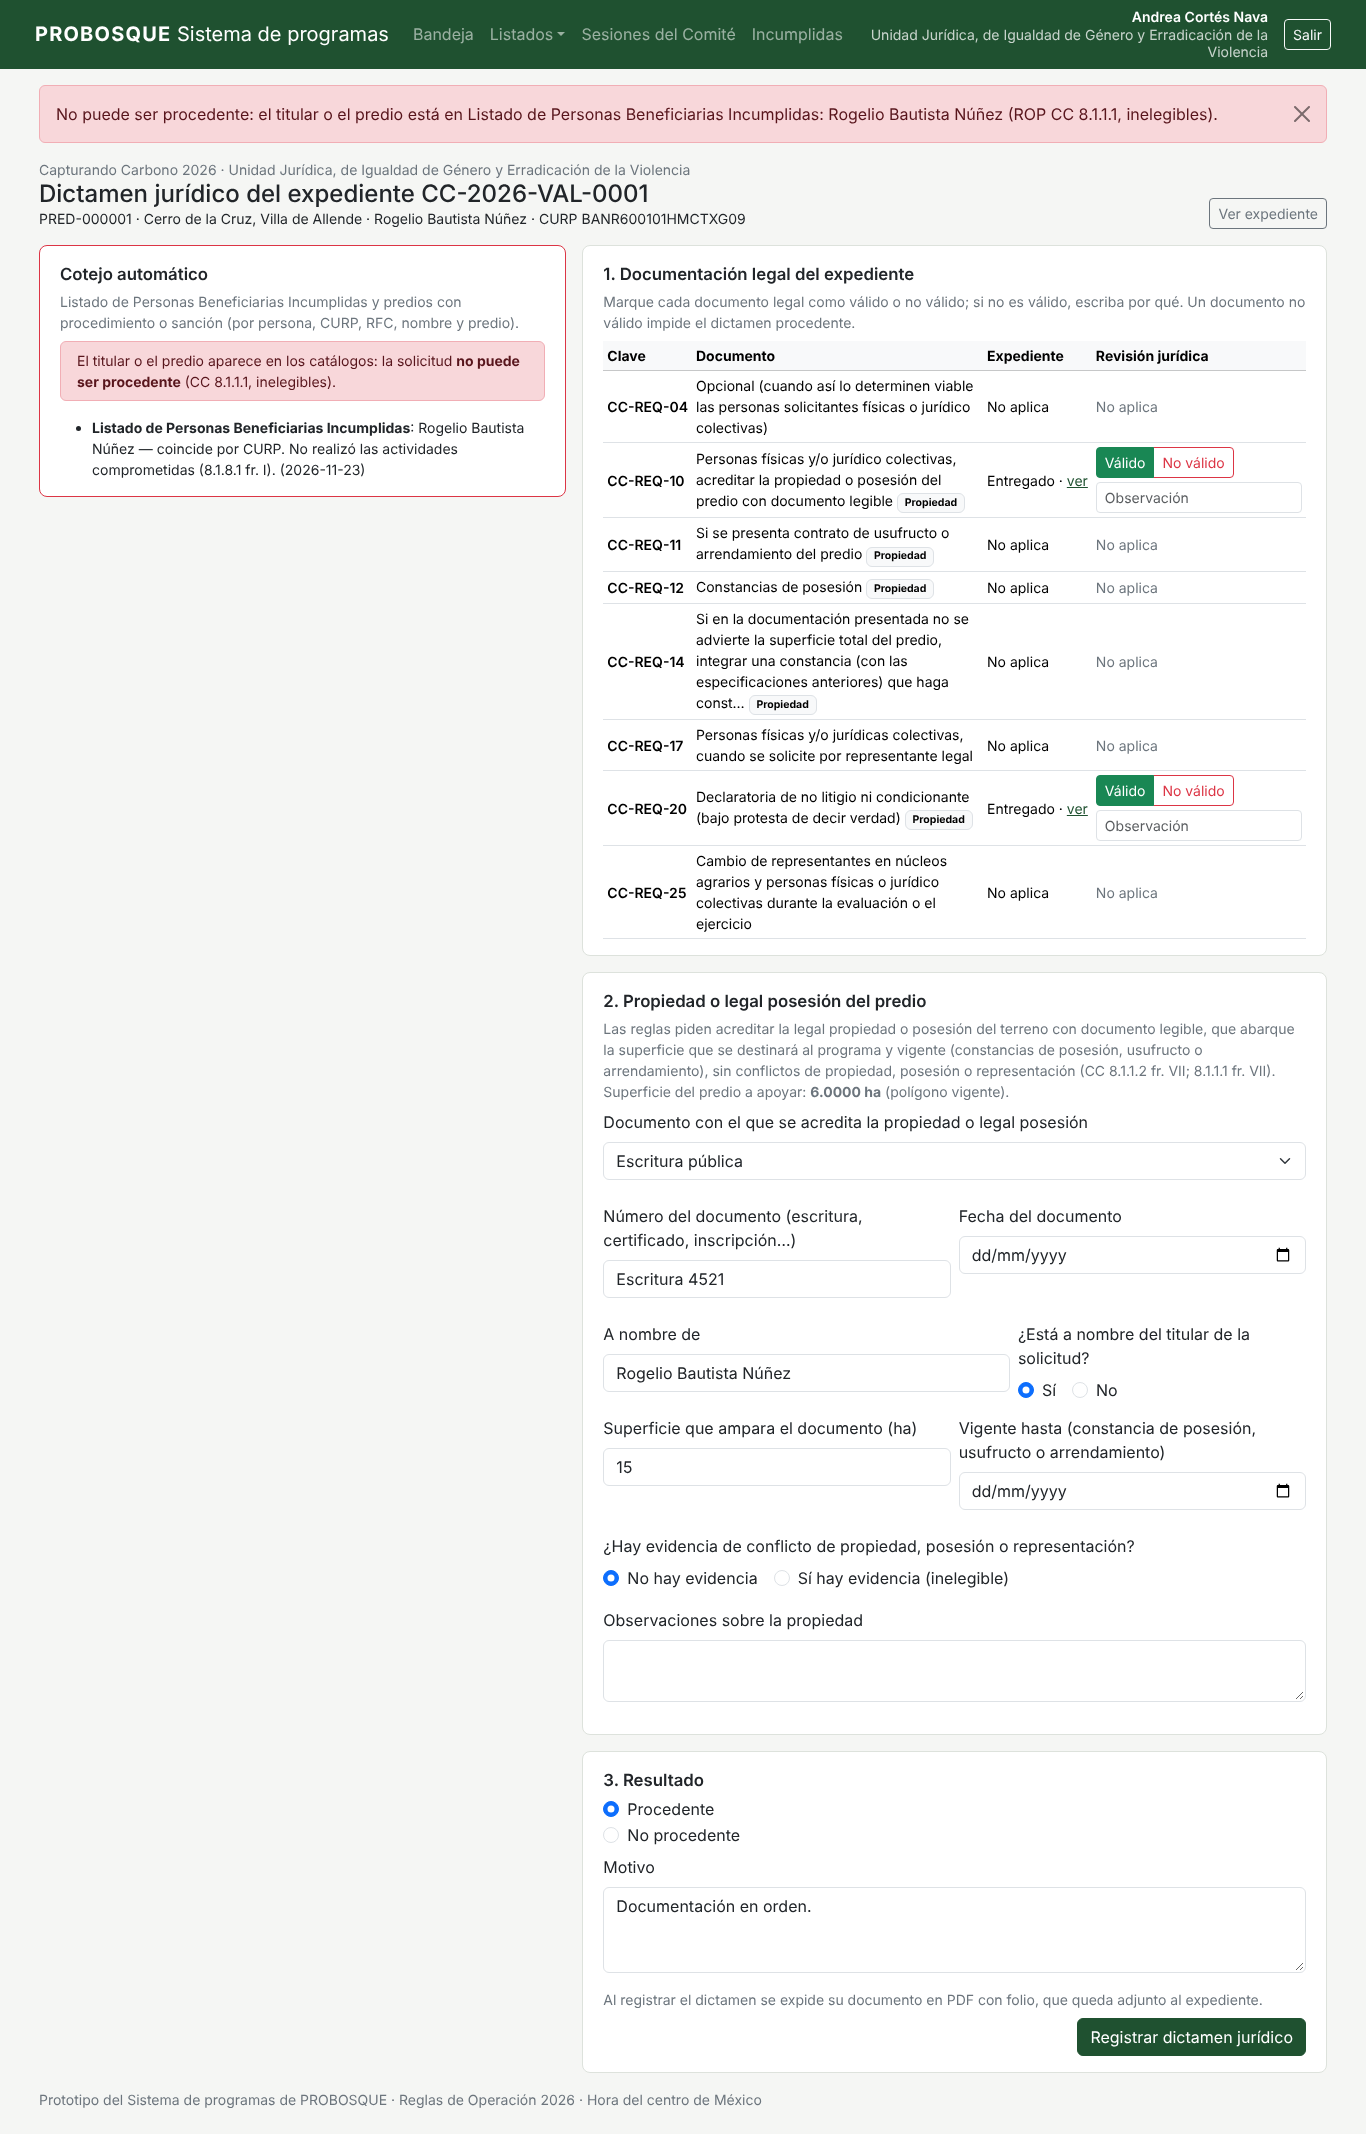 PROBOSQUE Sistema de programas
Bandeja
Listados
Sesiones del Comité
Incumplidas
Andrea Cortés Nava
Unidad Jurídica, de Igualdad de Género y Erradicación de la
Violencia
Salir
No puede ser procedente: el titular o el predio está en Listado de Personas Beneficiarias Incumplidas: Rogelio Bautista Núñez (ROP CC 8.1.1.1, inelegibles).
Capturando Carbono 2026 · Unidad Jurídica, de Igualdad de Género y Erradicación de la Violencia
Dictamen jurídico del expediente CC-2026-VAL-0001
PRED-000001 · Cerro de la Cruz, Villa de Allende · Rogelio Bautista Núñez · CURP BANR600101HMCTXG09
Ver expediente
Cotejo automático
Listado de Personas Beneficiarias Incumplidas y predios con
procedimiento o sanción (por persona, CURP, RFC, nombre y predio).
El titular o el predio aparece en los catálogos: la solicitud no puede
ser procedente (CC 8.1.1.1, inelegibles).
• Listado de Personas Beneficiarias Incumplidas: Rogelio Bautista
Núñez — coincide por CURP. No realizó las actividades
comprometidas (8.1.8.1 fr. I). (2026-11-23)
1. Documentación legal del expediente
Marque cada documento legal como válido o no válido; si no es válido, escriba por qué. Un documento no
válido impide el dictamen procedente.
Clave Documento Expediente Revisión jurídica
CC-REQ-04
Opcional (cuando así lo determinen viable
las personas solicitantes físicas o jurídico
colectivas)
No aplica
No aplica
CC-REQ-10
Personas físicas y/o jurídico colectivas,
acreditar la propiedad o posesión del
predio con documento legible Propiedad
Entregado · ver
Válido No válido
Observación
CC-REQ-11
Si se presenta contrato de usufructo o
arrendamiento del predio Propiedad
No aplica
No aplica
CC-REQ-12
Constancias de posesión Propiedad
No aplica
No aplica
CC-REQ-14
Si en la documentación presentada no se
advierte la superficie total del predio,
integrar una constancia (con las
especificaciones anteriores) que haga
const... Propiedad
No aplica
No aplica
CC-REQ-17
Personas físicas y/o jurídicas colectivas,
cuando se solicite por representante legal
No aplica
No aplica
CC-REQ-20
Declaratoria de no litigio ni condicionante
(bajo protesta de decir verdad) Propiedad
Entregado · ver
Válido No válido
Observación
CC-REQ-25
Cambio de representantes en núcleos
agrarios y personas físicas o jurídico
colectivas durante la evaluación o el
ejercicio
No aplica
No aplica
2. Propiedad o legal posesión del predio
Las reglas piden acreditar la legal propiedad o posesión del terreno con documento legible, que abarque
la superficie que se destinará al programa y vigente (constancias de posesión, usufructo o
arrendamiento), sin conflictos de propiedad, posesión o representación (CC 8.1.1.2 fr. VII; 8.1.1.1 fr. VII).
Superficie del predio a apoyar: 6.0000 ha (polígono vigente).
Documento con el que se acredita la propiedad o legal posesión
Escritura pública
Número del documento (escritura,
certificado, inscripción...)
Escritura 4521
Fecha del documento
dd/mm/yyyy
A nombre de
Rogelio Bautista Núñez
¿Está a nombre del titular de la
solicitud?
Sí No
Superficie que ampara el documento (ha)
15
Vigente hasta (constancia de posesión,
usufructo o arrendamiento)
dd/mm/yyyy
¿Hay evidencia de conflicto de propiedad, posesión o representación?
No hay evidencia Sí hay evidencia (inelegible)
Observaciones sobre la propiedad
3. Resultado
Procedente
No procedente
Motivo
Documentación en orden.
Al registrar el dictamen se expide su documento en PDF con folio, que queda adjunto al expediente.
Registrar dictamen jurídico
Prototipo del Sistema de programas de PROBOSQUE · Reglas de Operación 2026 · Hora del centro de México